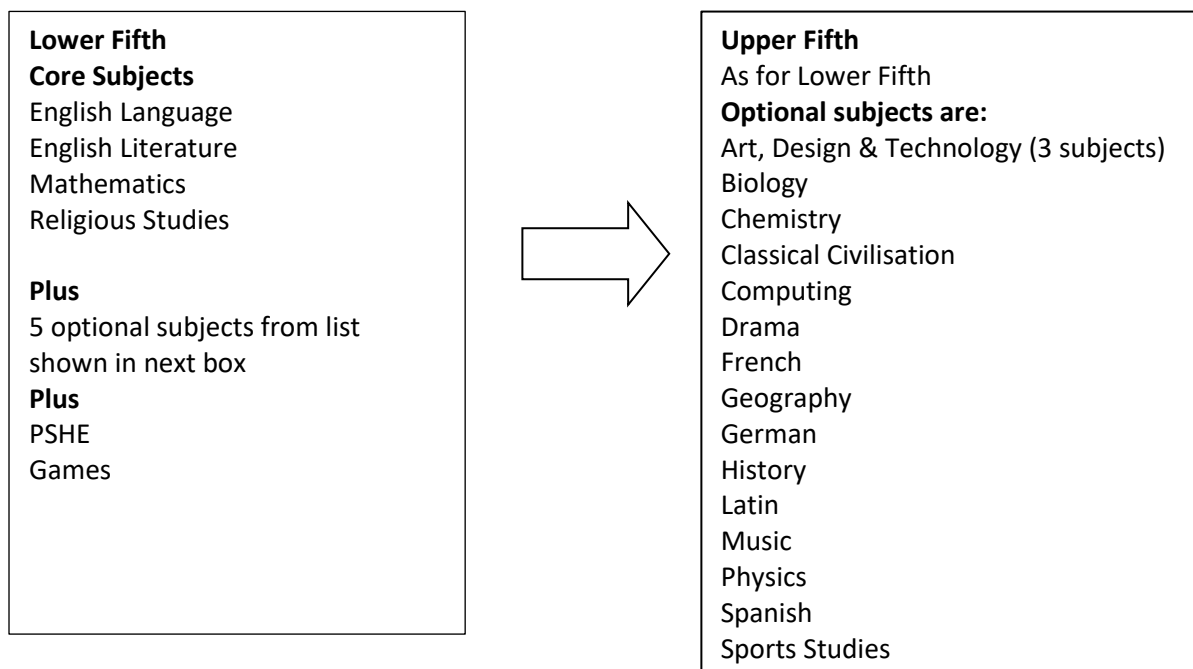 Lower Fifth
Core Subjects
English Language
English Literature
Mathematics
Religious Studies
Plus
5 optional subjects from list
shown in next box
Plus
PSHE
Games
Upper Fifth
As for Lower Fifth
Optional subjects are:
Art, Design & Technology (3 subjects)
Biology
Chemistry
Classical Civilisation
Computing
Drama
French
Geography
German
History
Latin
Music
Physics
Spanish
Sports Studies